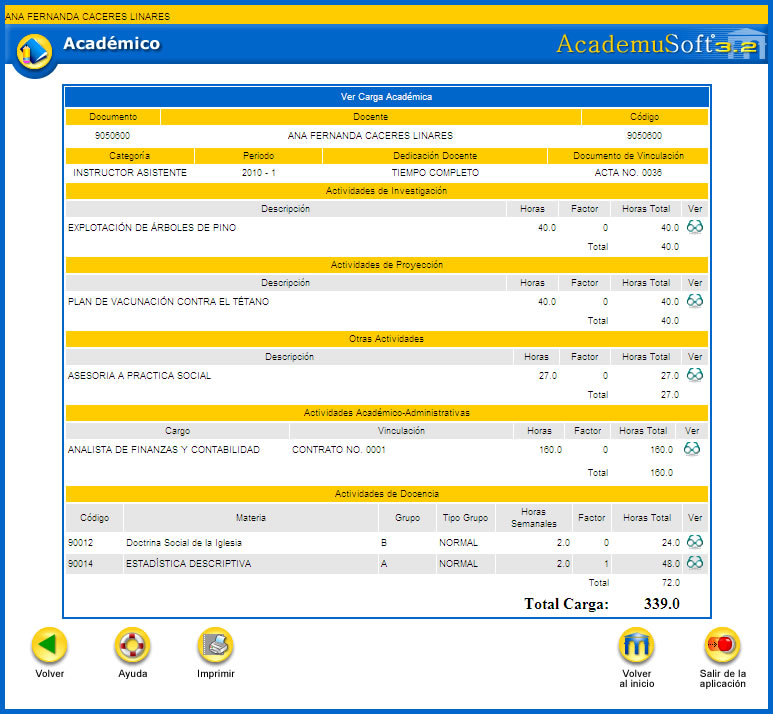 ANA FERNANDA CACERES LINARES
Académico
AcademuSoft 3.2
Ver Carga Académica
Documento Docente Código
9050600 ANA FERNANDA CACERES LINARES 9050600
Categoría Periodo Dedicación Docente Documento de Vinculación
INSTRUCTOR ASISTENTE 2010 - 1 TIEMPO COMPLETO ACTA NO. 0036
Actividades de Investigación
Descripción Horas Factor Horas Total Ver
EXPLOTACIÓN DE ÁRBOLES DE PINO 40.0 0 40.0
Total 40.0
Actividades de Proyección
Descripción Horas Factor Horas Total Ver
PLAN DE VACUNACIÓN CONTRA EL TÉTANO 40.0 0 40.0
Total 40.0
Otras Actividades
Descripción Horas Factor Horas Total Ver
ASESORIA A PRACTICA SOCIAL 27.0 0 27.0
Total 27.0
Actividades Académico-Administrativas
Cargo Vinculación Horas Factor Horas Total Ver
ANALISTA DE FINANZAS Y CONTABILIDAD CONTRATO NO. 0001 160.0 0 160.0
Total 160.0
Actividades de Docencia
Código Materia Grupo Tipo Grupo Horas Semanales Factor Horas Total Ver
90012 Doctrina Social de la Iglesia B NORMAL 2.0 0 24.0
90014 ESTADÍSTICA DESCRIPTIVA A NORMAL 2.0 1 48.0
Total 72.0
Total Carga: 339.0
Volver Ayuda Imprimir Volver al inicio Salir de la aplicación